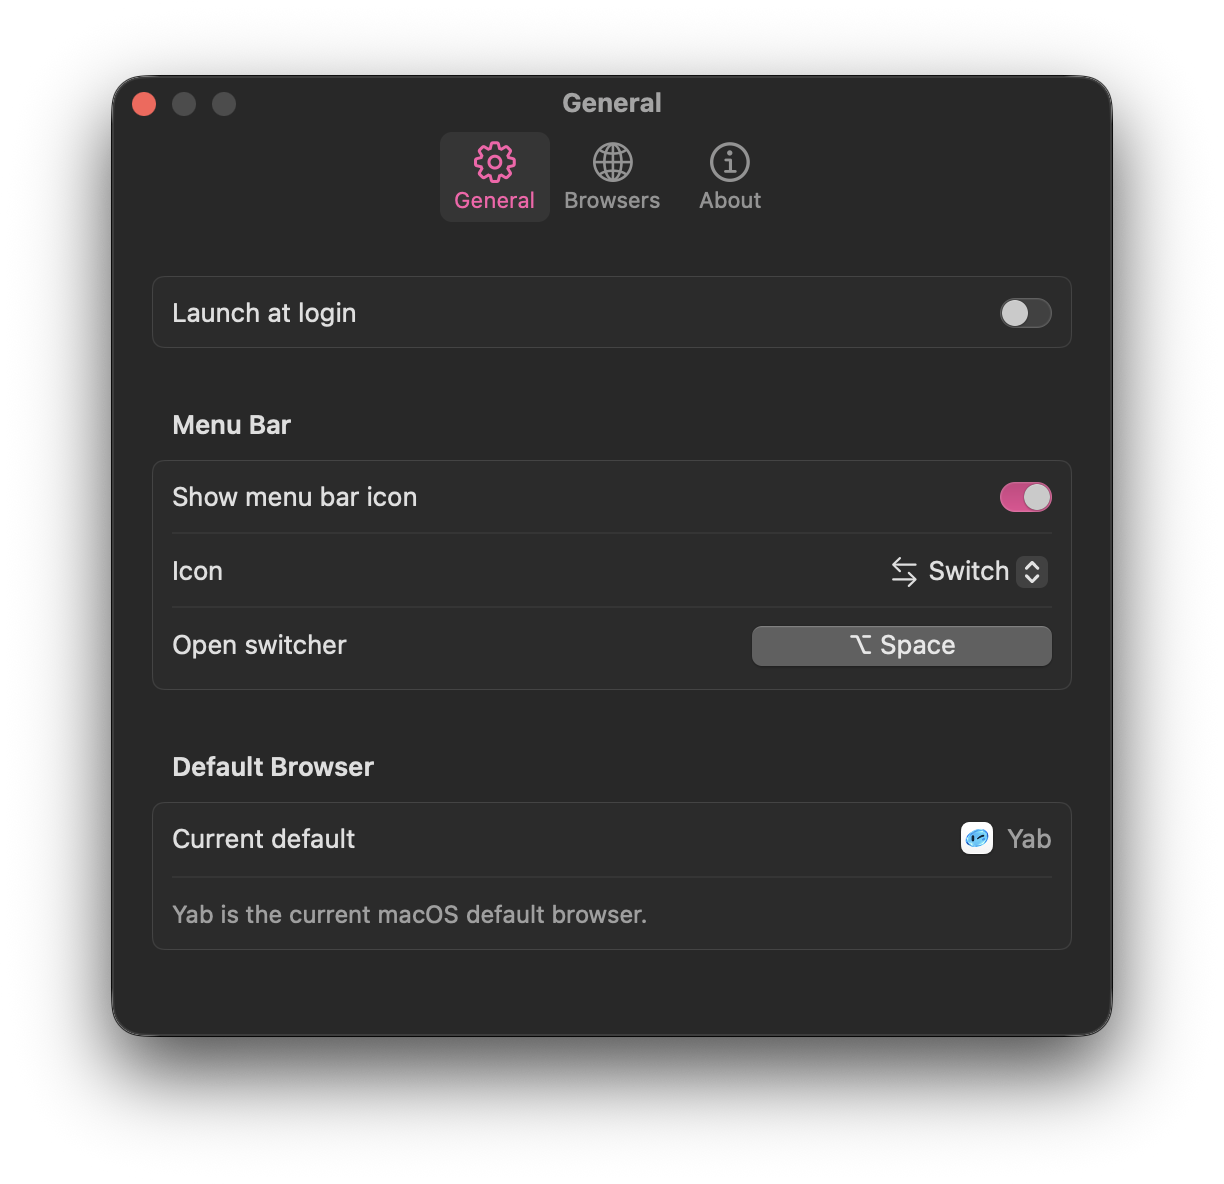 General
General Browsers About
Launch at login
Menu Bar
Show menu bar icon
Icon Switch
Open switcher ⌥ Space
Default Browser
Current default Yab
Yab is the current macOS default browser.